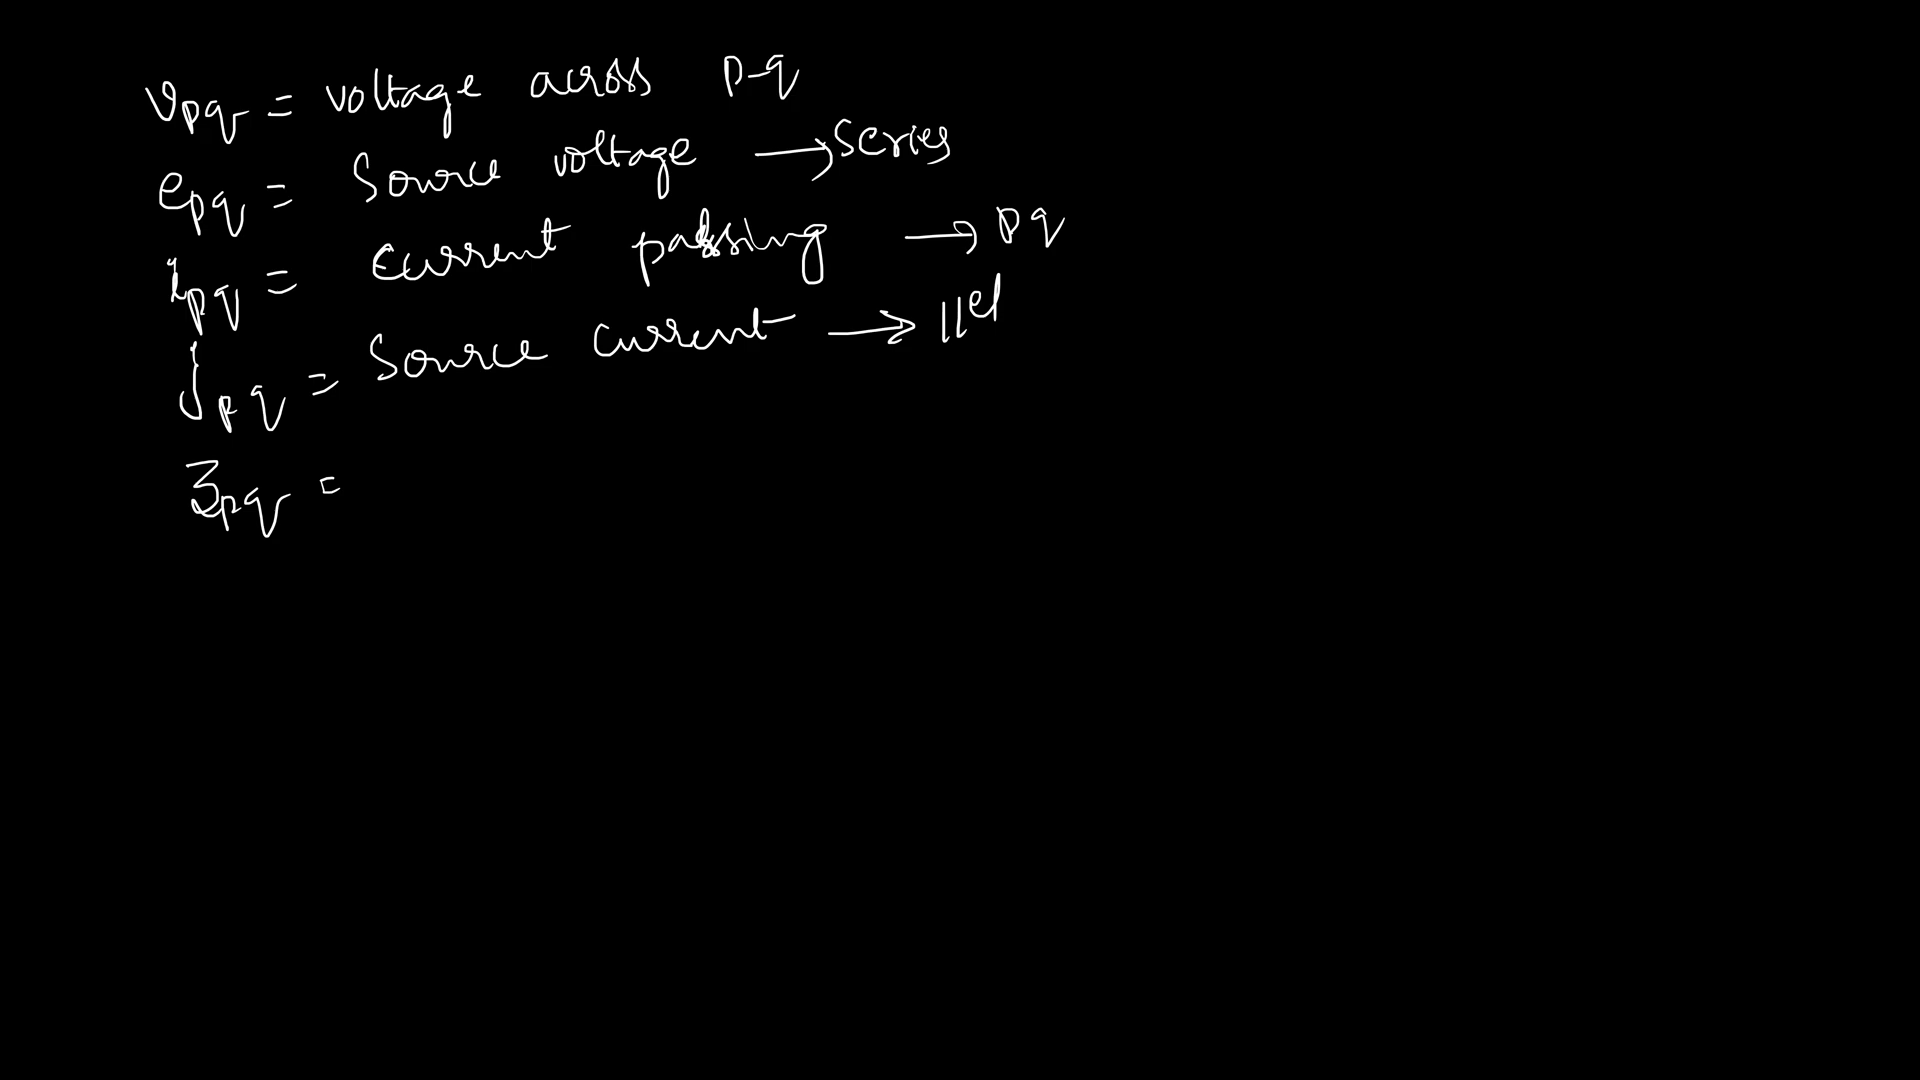 vpq = voltage across p-q
epq = Source voltage → Series
ipq = current passing → pq
jpq = Source current → ||el
zpq =